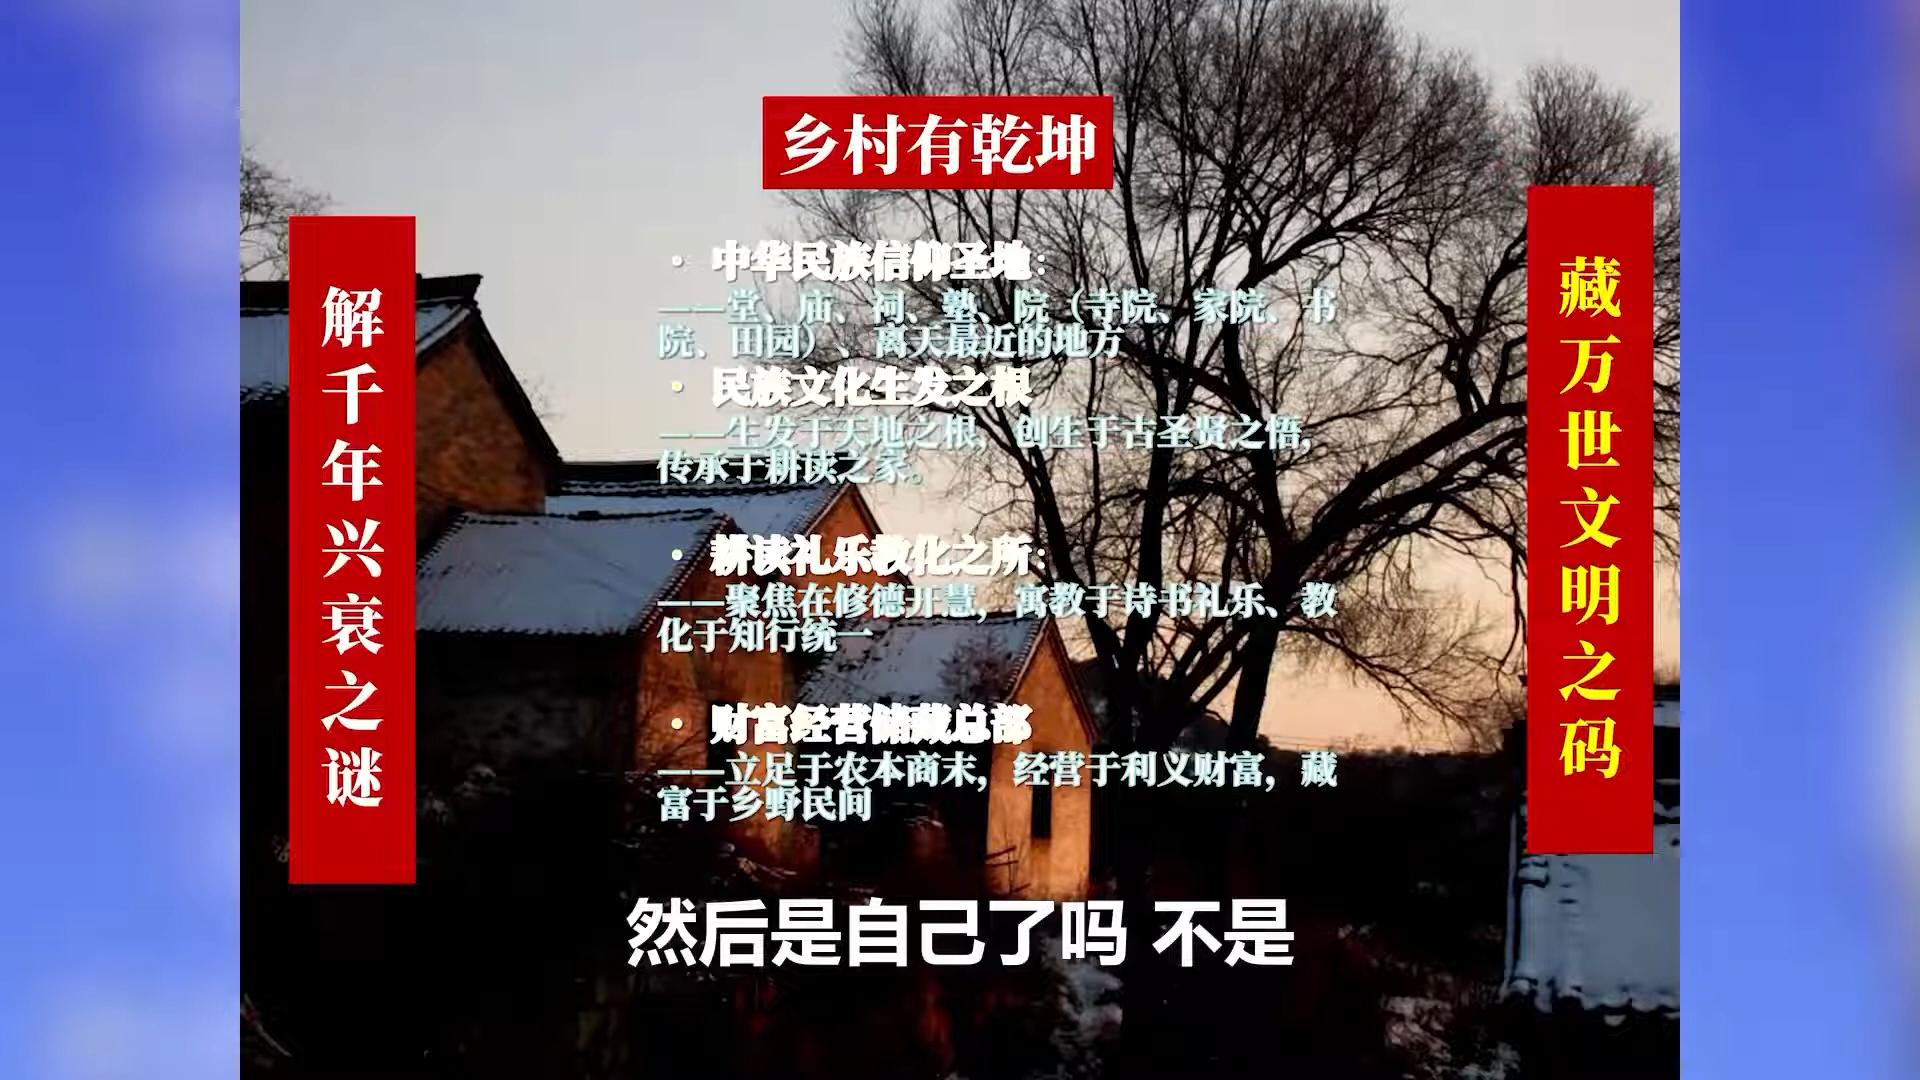 乡村有乾坤
解千年兴衰之谜
• 中华民族信仰圣地：
——堂、庙、祠、塾、院（寺院、家院、书
院、田园）、离天最近的地方
• 民族文化生发之根
——生发于天地之根，创生于古圣贤之悟，
传承于耕读之家。
• 耕读礼乐教化之所：
——聚焦在修德开慧，寓教于诗书礼乐、教
化于知行统一
• 财富经营储藏总部
——立足于农本商末，经营于利义财富，藏
富于乡野民间
藏万世文明之码
然后是自己了吗 不是